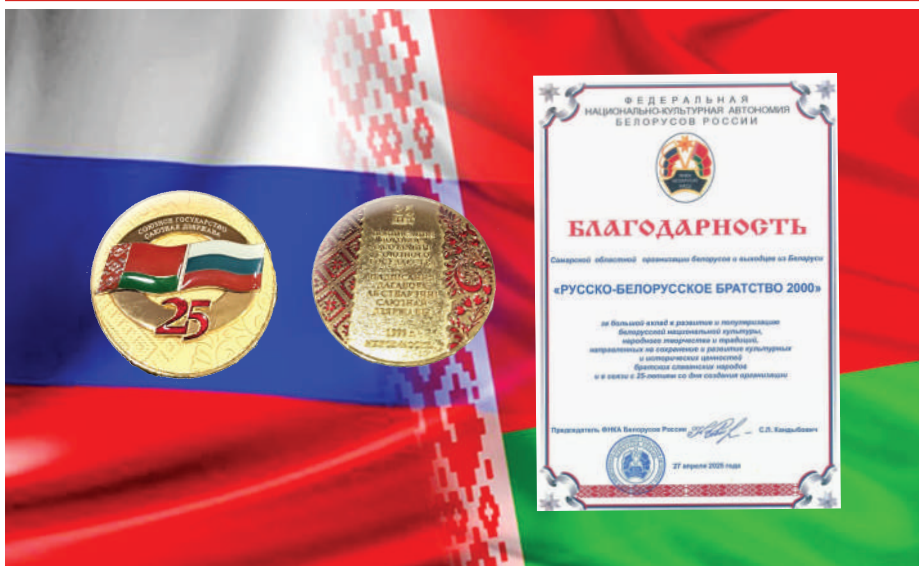 СОЮЗНОЕ ГОСУДАРСТВО
САЮЗНАЯ ДЗЯРЖАВА
25
25
ЛЕТ
1999 г.
ФЕДЕРАЛЬНАЯ
НАЦИОНАЛЬНО-КУЛЬТУРНАЯ АВТОНОМИЯ
БЕЛОРУСОВ РОССИИ
БЛАГОДАРНОСТЬ
Самарской областной организации белорусов и выходцев из Беларуси
«РУССКО-БЕЛОРУССКОЕ БРАТСТВО 2000»
за большой вклад в развитие и популяризацию
белорусской национальной культуры,
народного творчества и традиций,
направленных на сохранение и развитие культурных
и исторических ценностей
братских славянских народов
и в связи с 25-летием со дня создания организации
Председатель ФНКА Белорусов России
С.Л. Кандыбович
27 апреля 2025 года